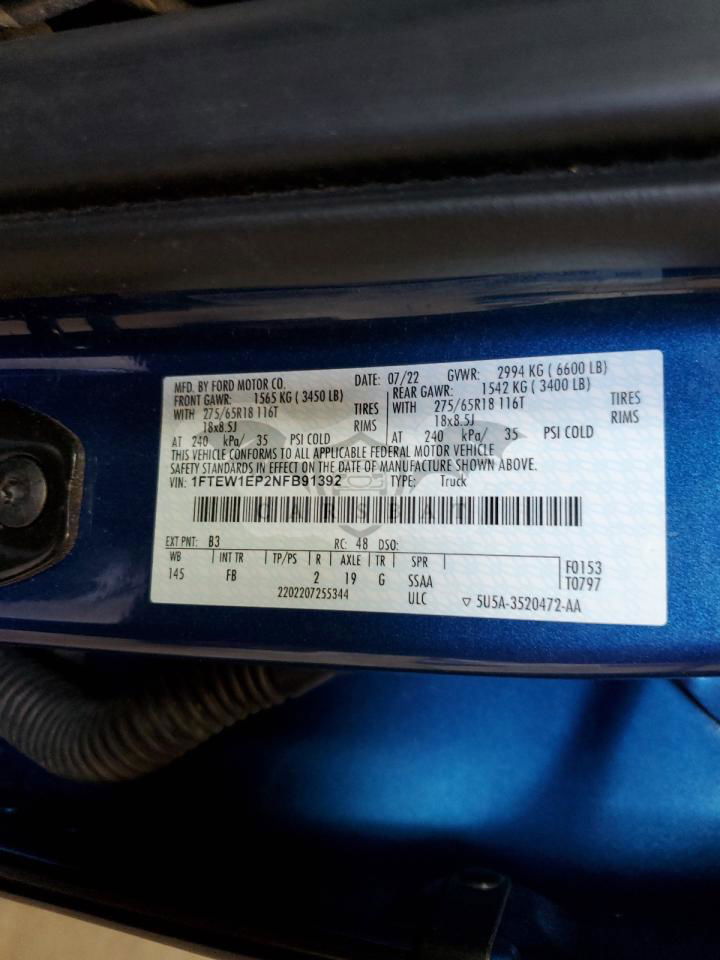 MFD. BY FORD MOTOR CO. DATE: 07/22 GVWR: 2994 KG ( 6600 LB)
FRONT GAWR: 1565 KG ( 3450 LB) REAR GAWR: 1542 KG ( 3400 LB)
WITH 275/65R18 116T TIRES WITH 275/65R18 116T TIRES
18x8.5J RIMS 18x8.5J RIMS
AT 240 kPa/ 35 PSI COLD AT 240 kPa/ 35 PSI COLD
THIS VEHICLE CONFORMS TO ALL APPLICABLE FEDERAL MOTOR VEHICLE
SAFETY STANDARDS IN EFFECT ON THE DATE OF MANUFACTURE SHOWN ABOVE.
VIN: 1FTEW1EP2NFB91392 TYPE: Truck
EXT PNT: B3 RC: 48 DSO:
WB INT TR TP/PS R AXLE TR SPR F0153
145 FB 2 19 G SSAA T0797
2202207255344 ULC ▽ 5U5A-3520472-AA